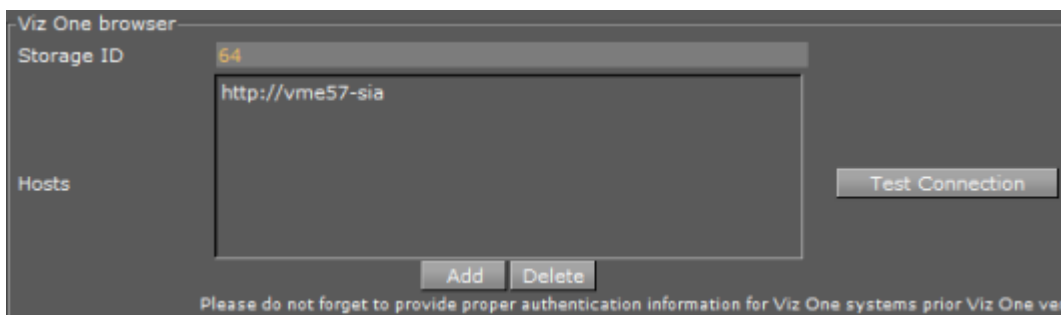 Viz One browser
Storage ID 64
http://vme57-sia
Hosts
Test Connection
Add Delete
Please do not forget to provide proper authentication information for Viz One systems prior Viz One